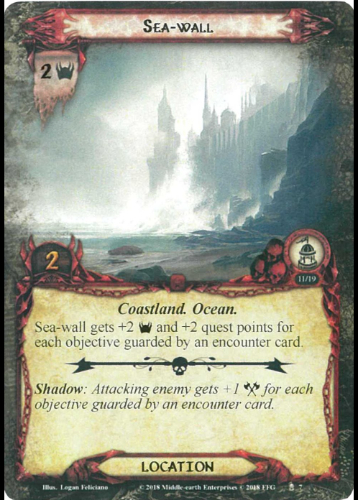 Sea-wall
2
11/19
2
Coastland. Ocean.
Sea-wall gets +2 and +2 quest points for
each objective guarded by an encounter card.
Shadow: Attacking enemy gets +1 for each
objective guarded by an encounter card.
LOCATION
Illus. Logan Feliciano © 2018 Middle-earth Enterprises © 2018 FFG 7